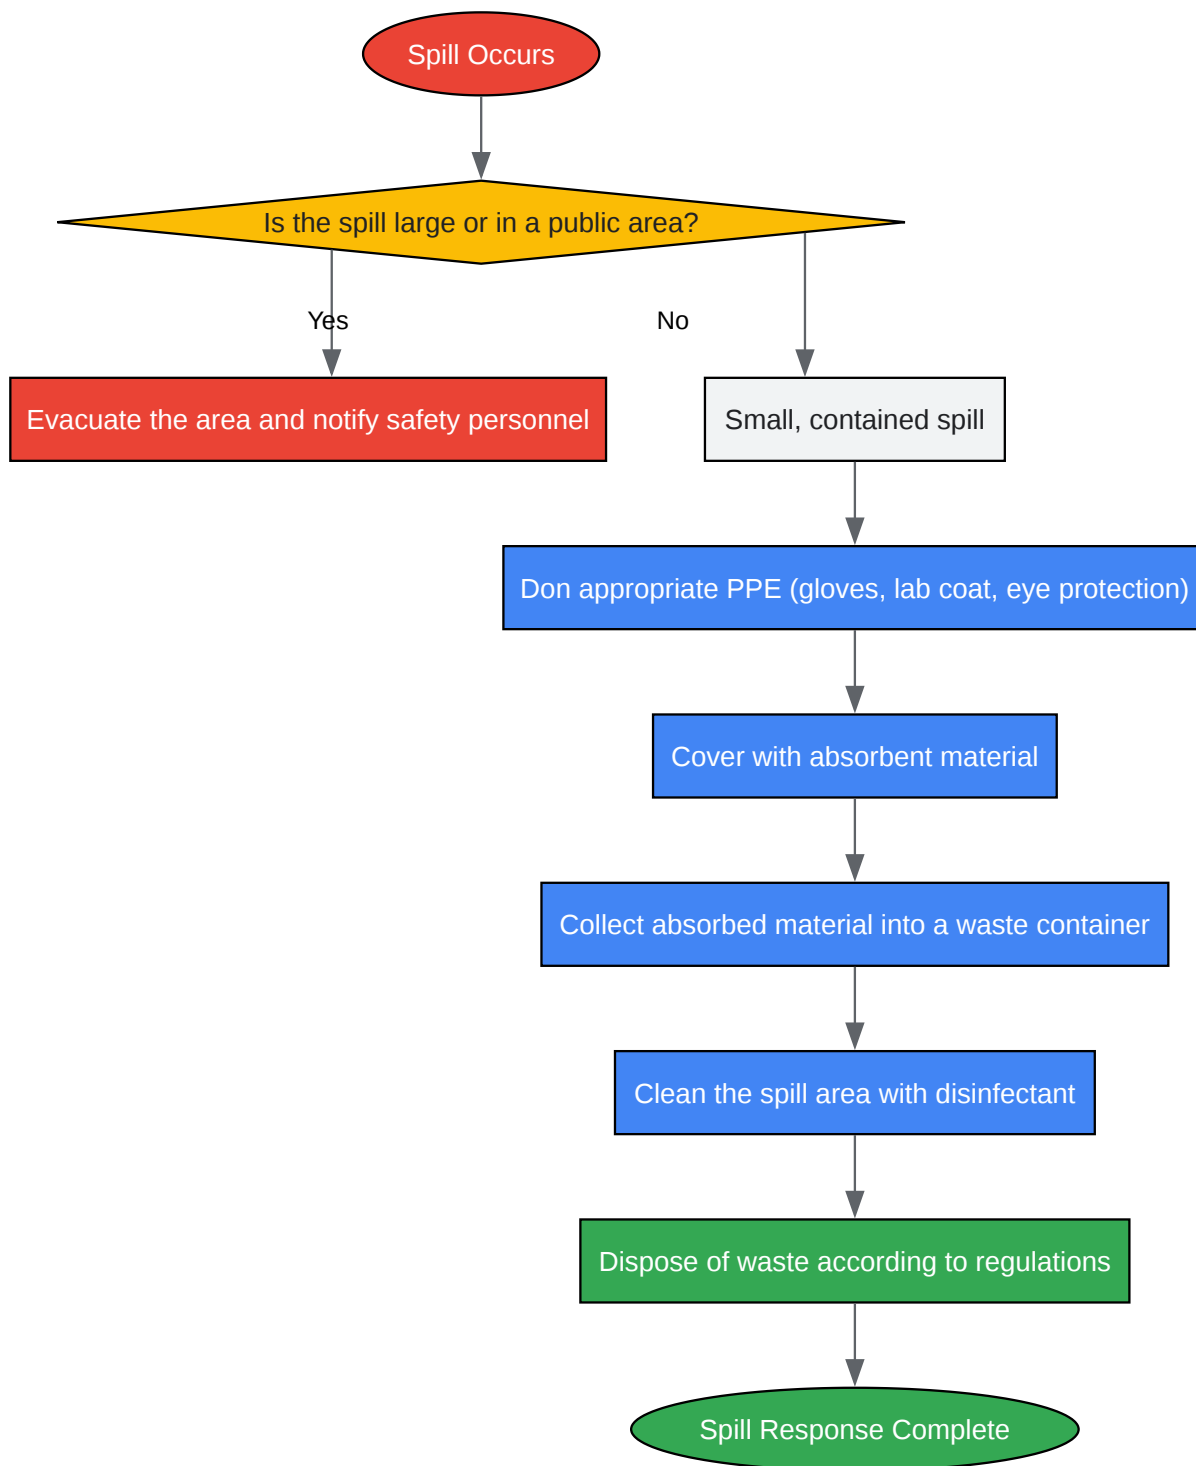 Spill Occurs
Is the spill large or in a public area?
Yes
No
Evacuate the area and notify safety personnel
Small, contained spill
Don appropriate PPE (gloves, lab coat, eye protection)
Cover with absorbent material
Collect absorbed material into a waste container
Clean the spill area with disinfectant
Dispose of waste according to regulations
Spill Response Complete